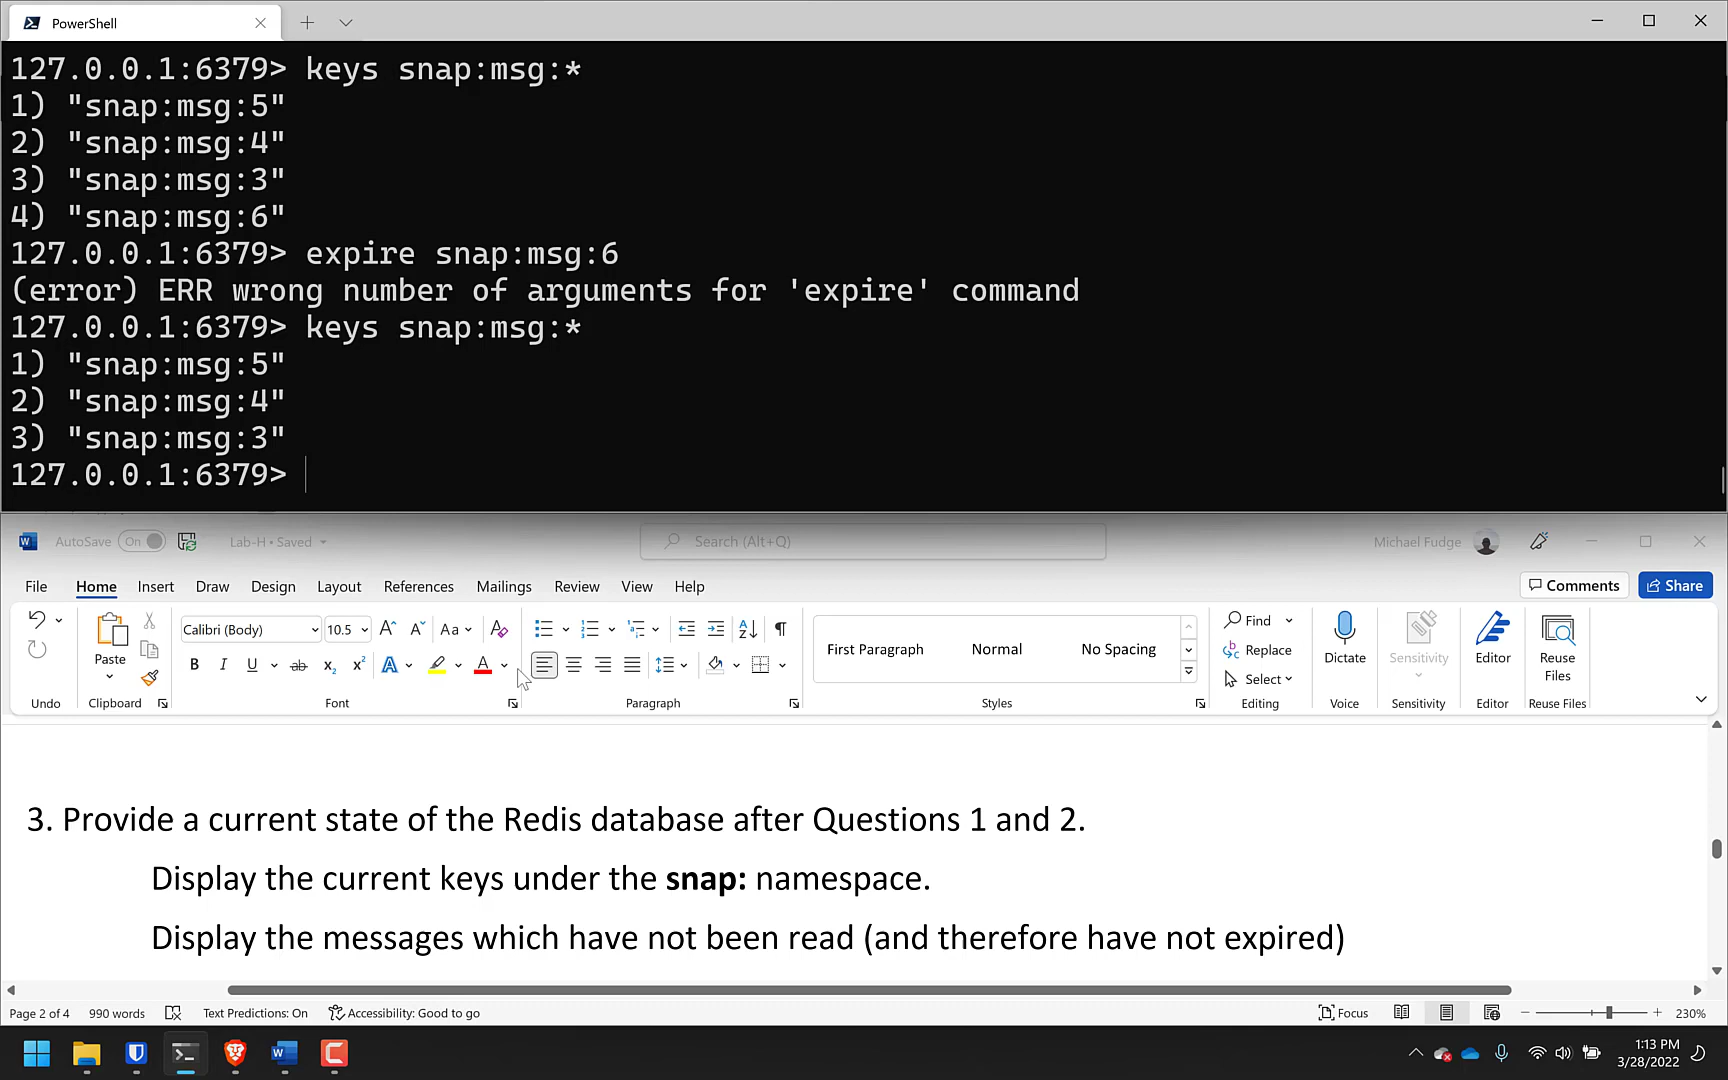 PowerShell
127.0.0.1:6379> keys snap:msg:*
1) "snap:msg:5"
2) "snap:msg:4"
3) "snap:msg:3"
4) "snap:msg:6"
127.0.0.1:6379> expire snap:msg:6
(error) ERR wrong number of arguments for 'expire' command
127.0.0.1:6379> keys snap:msg:*
1) "snap:msg:5"
2) "snap:msg:4"
3) "snap:msg:3"
127.0.0.1:6379>
AutoSave On Lab-H • Saved Search (Alt+Q) Michael Fudge
File Home Insert Draw Design Layout References Mailings Review View Help Comments Share
Calibri (Body) 10.5 Aa
Paste
B I U ab x₂ x² A A
First Paragraph Normal No Spacing
Find
Replace
Select
Dictate Sensitivity Editor Reuse Files
Undo Clipboard Font Paragraph Styles Editing Voice Sensitivity Editor Reuse Files
3. Provide a current state of the Redis database after Questions 1 and 2.
Display the current keys under the snap: namespace.
Display the messages which have not been read (and therefore have not expired)
Page 2 of 4 990 words Text Predictions: On Accessibility: Good to go Focus 230%
1:13 PM
3/28/2022